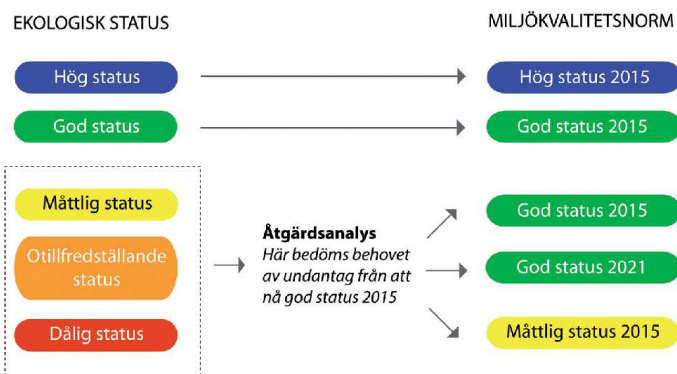 EKOLOGISK STATUS
MILJÖKVALITETSNORM
Hög status
Hög status 2015
God status
God status 2015
Måttlig status
Otillfredställande
status
Dålig status
Åtgärdsanalys
Här bedöms behovet
av undantag från att
nå god status 2015
God status 2015
God status 2021
Måttlig status 2015